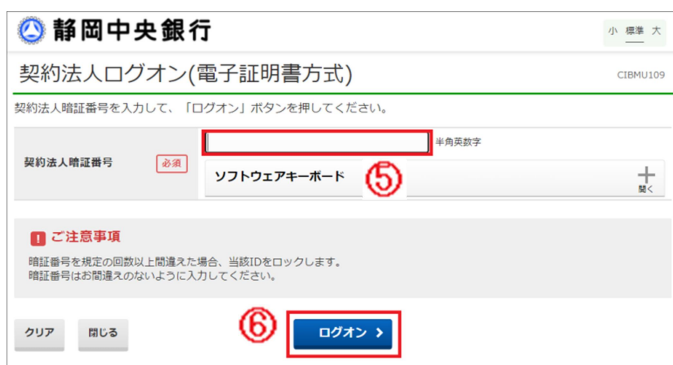 静岡中央銀行
小 標準 大
契約法人ログオン(電子証明書方式)
CIBMU109
契約法人暗証番号を入力して、「ログオン」ボタンを押してください。
契約法人暗証番号
必須
半角英数字
ソフトウェアキーボード
⑤
開く
ご注意事項
暗証番号を規定の回数以上間違えた場合、当該IDをロックします。
暗証番号はお間違えのないように入力してください。
クリア
閉じる
⑥
ログオン